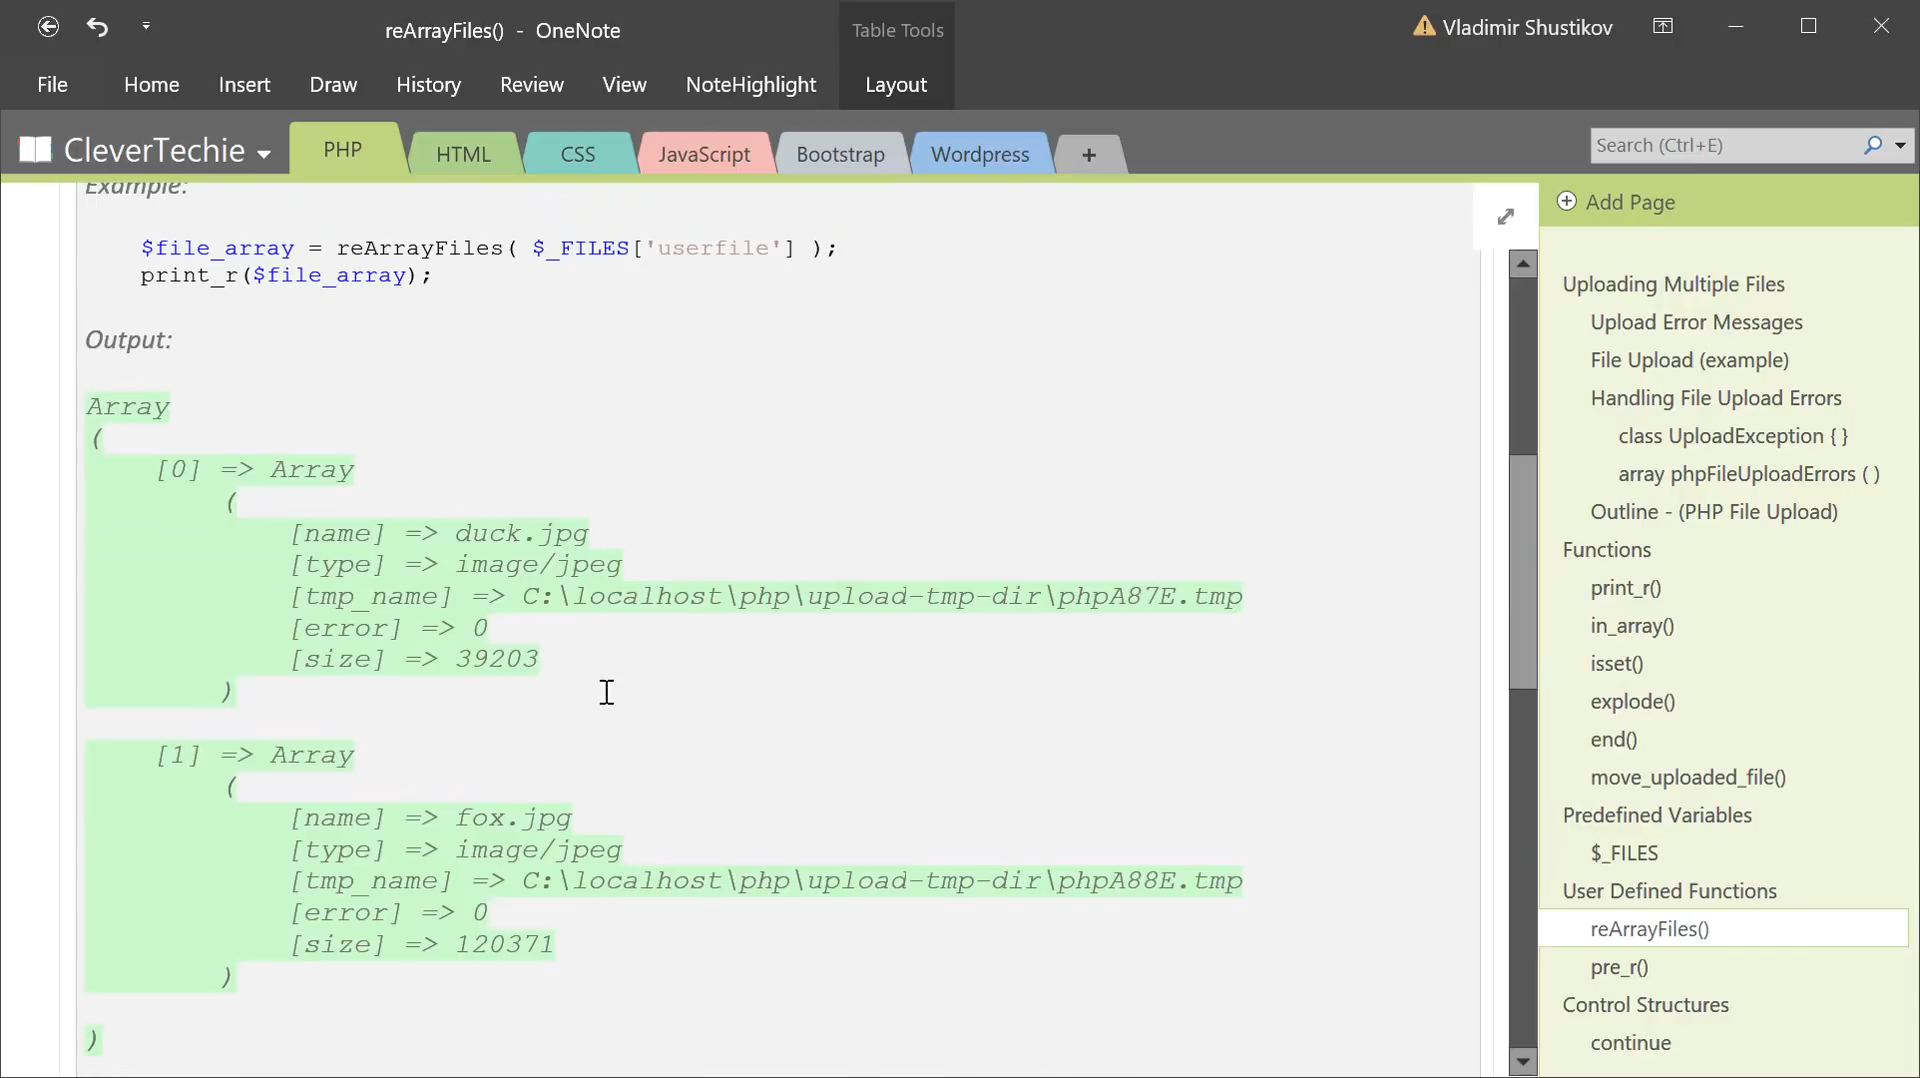 reArrayFiles() - OneNote
Table Tools
Vladimir Shustikov
File
Home
Insert
Draw
History
Review
View
NoteHighlight
Layout
CleverTechie
PHP
HTML
CSS
JavaScript
Bootstrap
Wordpress
+
Search (Ctrl+E)
Example:
$file_array = reArrayFiles( $_FILES['userfile'] );
print_r($file_array);
Output:
Array
(
[0] => Array
(
[name] => duck.jpg
[type] => image/jpeg
[tmp_name] => C:\localhost\php\upload-tmp-dir\phpA87E.tmp
[error] => 0
[size] => 39203
)
[1] => Array
(
[name] => fox.jpg
[type] => image/jpeg
[tmp_name] => C:\localhost\php\upload-tmp-dir\phpA88E.tmp
[error] => 0
[size] => 120371
)
)
Add Page
Uploading Multiple Files
Upload Error Messages
File Upload (example)
Handling File Upload Errors
class UploadException { }
array phpFileUploadErrors ( )
Outline - (PHP File Upload)
Functions
print_r()
in_array()
isset()
explode()
end()
move_uploaded_file()
Predefined Variables
$_FILES
User Defined Functions
reArrayFiles()
pre_r()
Control Structures
continue